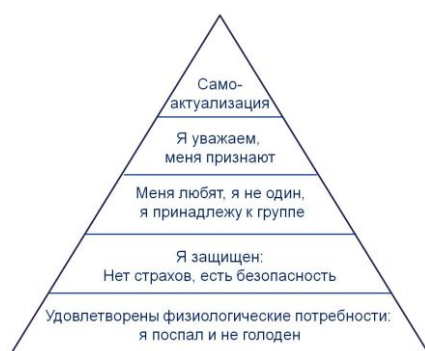 Само-
актуализация
Я уважаем,
меня признают
Меня любят, я не один,
я принадлежу к группе
Я защищен:
Нет страхов, есть безопасность
Удовлетворены физиологические потребности:
я поспал и не голоден